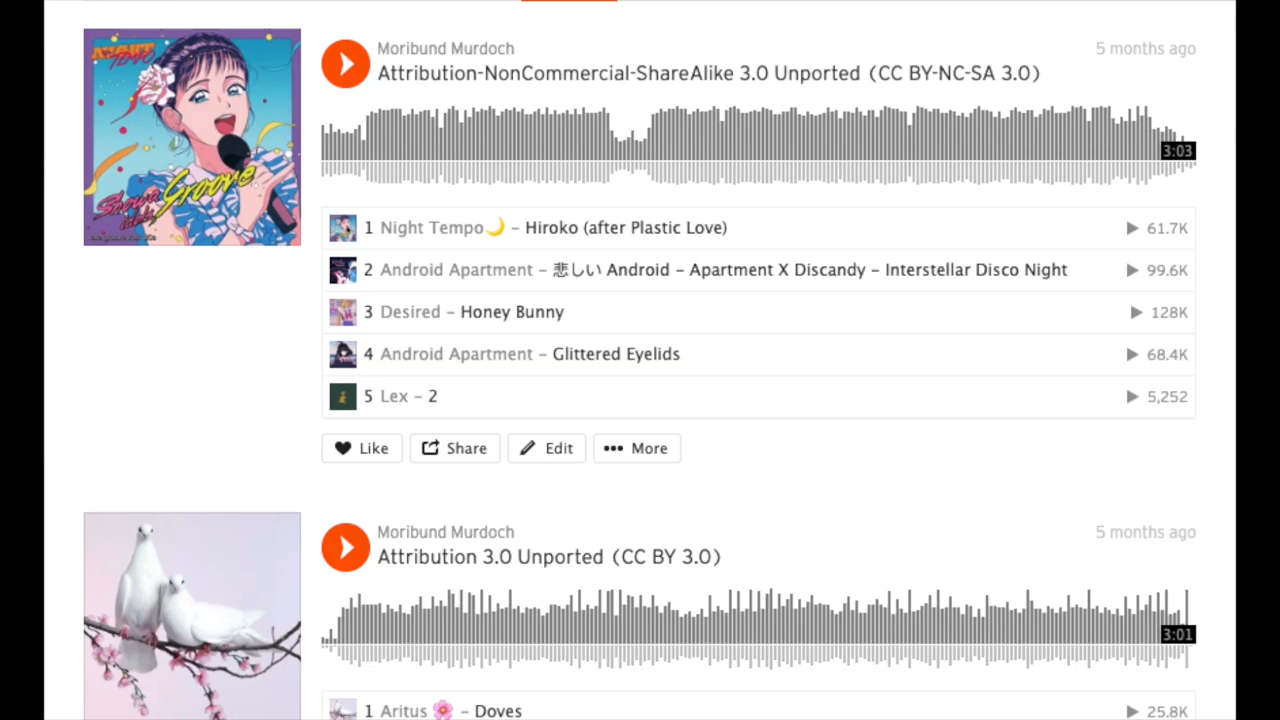 NIGHT
TEMPO
Showa
Groove
Moribund Murdoch
5 months ago
Attribution-NonCommercial-ShareAlike 3.0 Unported (CC BY-NC-SA 3.0)
3:03
1 Night Tempo🌙 – Hiroko (after Plastic Love) 61.7K
2 Android Apartment – 悲しい Android – Apartment X Discandy – Interstellar Disco Night 99.6K
3 Desired – Honey Bunny 128K
4 Android Apartment – Glittered Eyelids 68.4K
5 Lex – 2 5,252
Like Share Edit More
Moribund Murdoch
5 months ago
Attribution 3.0 Unported (CC BY 3.0)
3:01
1 Aritus 🌸 – Doves 25.8K